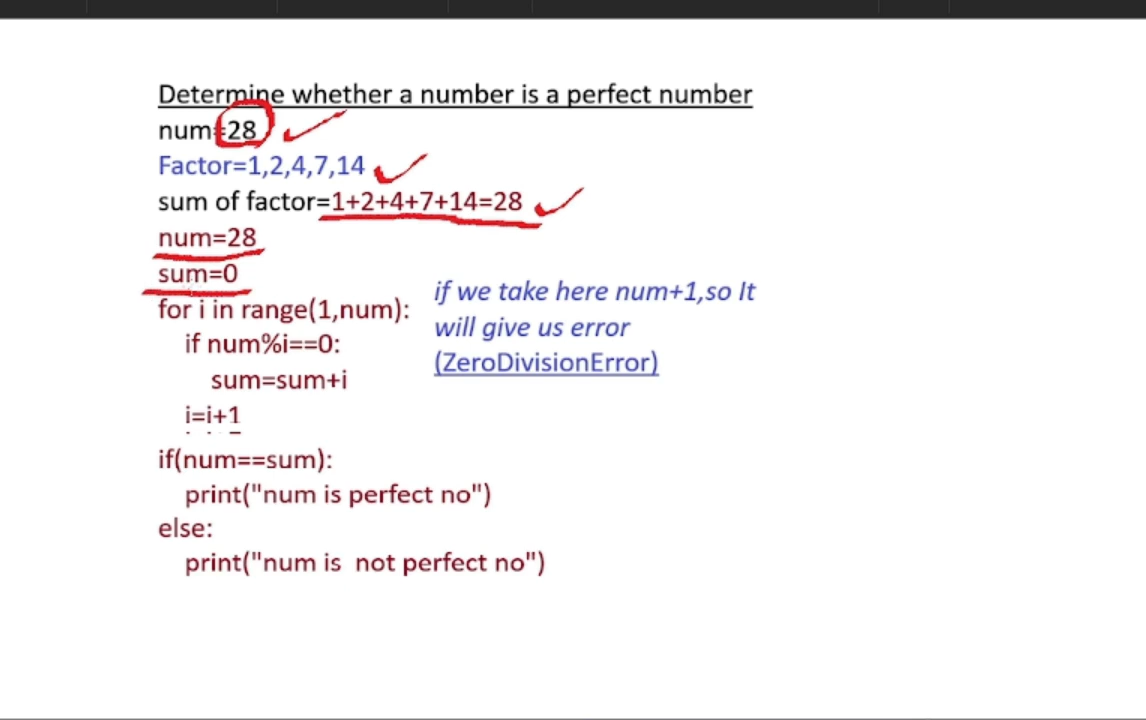 Determine whether a number is a perfect number
num=28
Factor=1,2,4,7,14
sum of factor=1+2+4+7+14=28
num=28
sum=0
for i in range(1,num):
if we take here num+1,so It
will give us error
(ZeroDivisionError)
if num%i==0:
sum=sum+i
i=i+1
if(num==sum):
print("num is perfect no")
else:
print("num is  not perfect no")